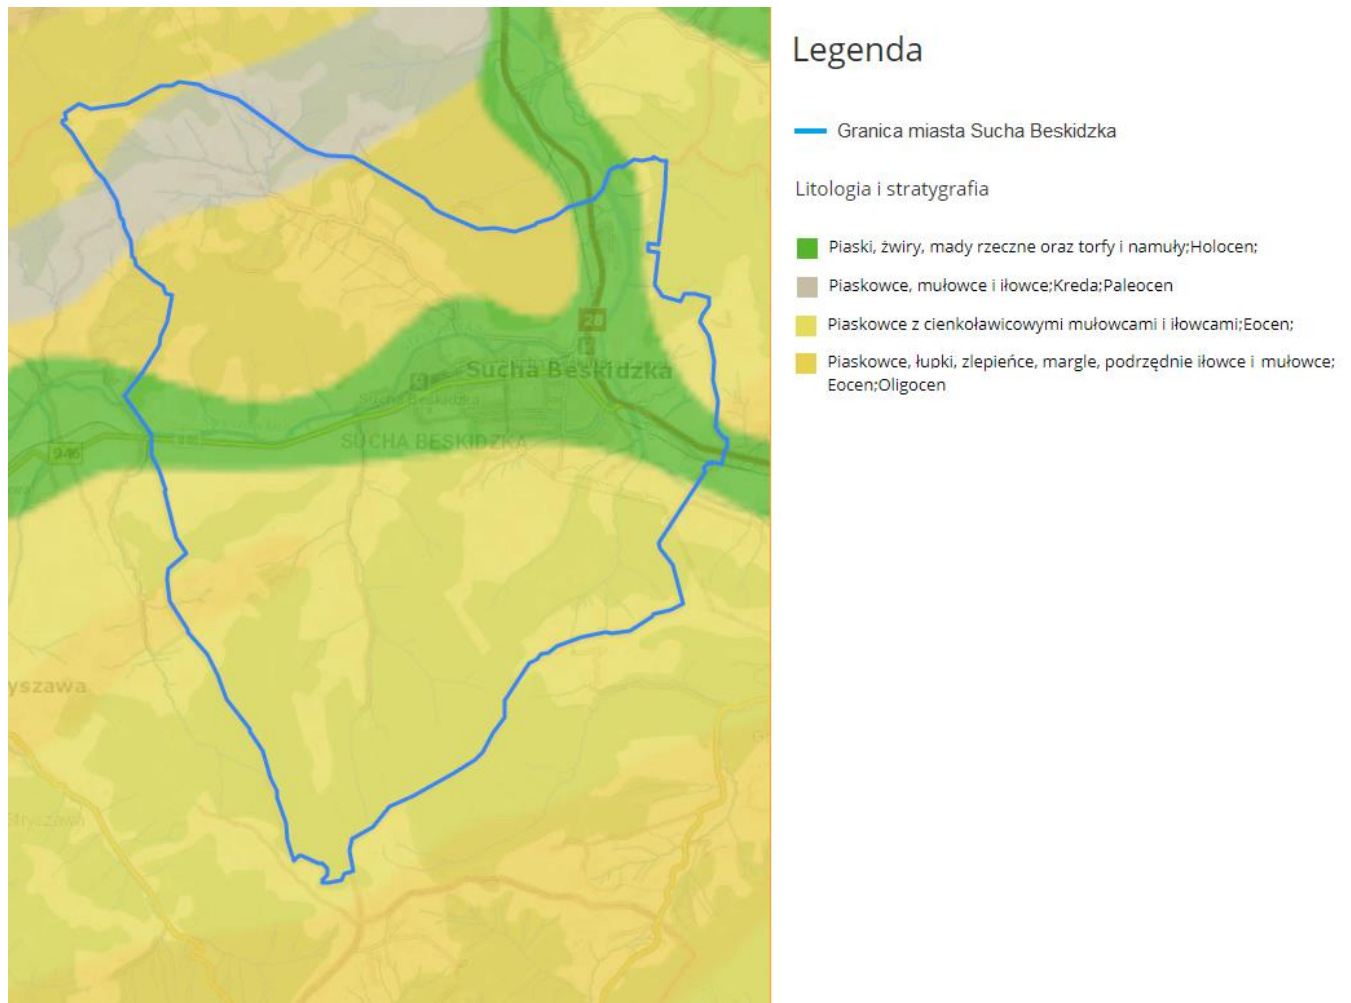 Legenda
Granica miasta Sucha Beskidzka
Litologia i stratygrafia
Piaski, żwiry, mady rzeczne oraz torfy i namuły;Holocen;
Piaskowce, mułowce i iłowce;Kreda;Paleocen
Piaskowce z cienkoławicowymi mułowcami i iłowcami;Eocen;
Piaskowce, łupki, zlepieńce, margle, podrzędnie iłowce i mułowce;
Eocen;Oligocen
28
Sucha Beskidzka
Sucha Beskidzka
SUCHA BESKIDZKA
946
yszawa